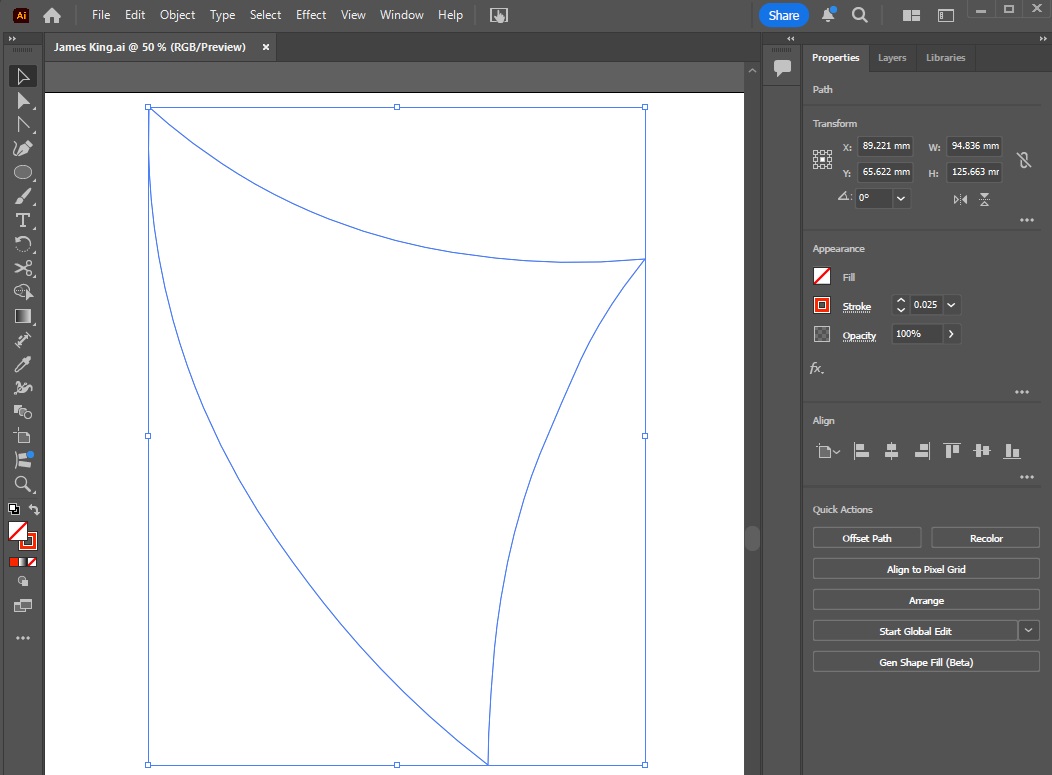 Ai File Edit Object Type Select Effect View Window Help Share
James King.ai @ 50 % (RGB/Preview) ×
Properties Layers Libraries
Path
Transform
X: 89.221 mm W: 94.836 mm
Y: 65.622 mm H: 125.663 mr
0°
Appearance
Fill
Stroke 0.025
Opacity 100%
fx.
Align
Quick Actions
Offset Path Recolor
Align to Pixel Grid
Arrange
Start Global Edit
Gen Shape Fill (Beta)